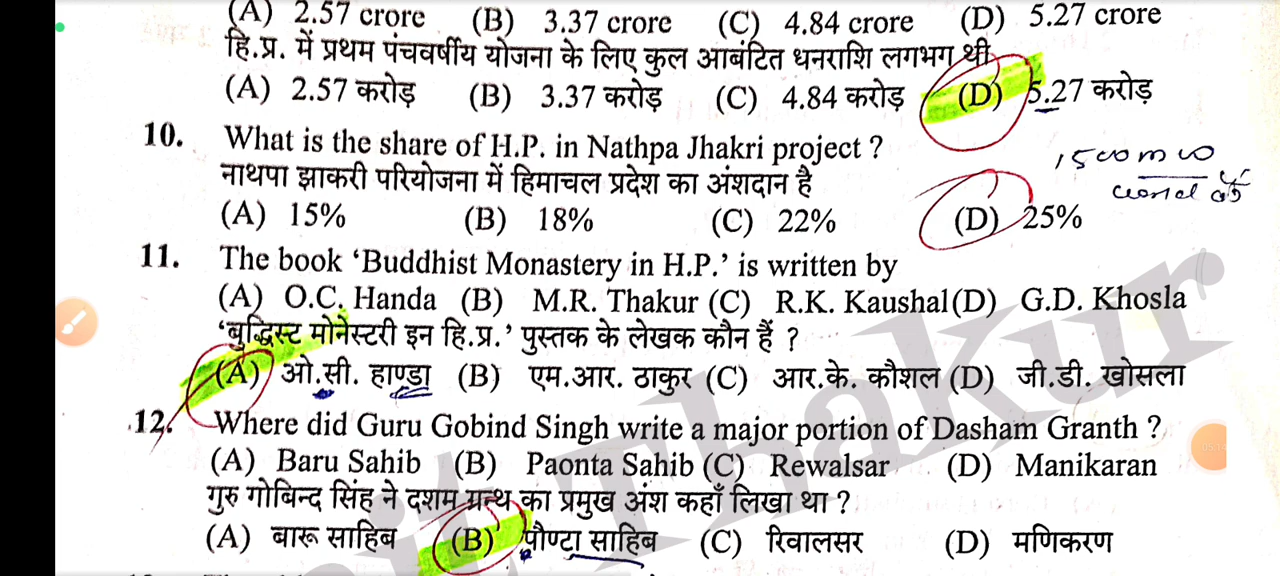 (A) 2.57 crore (B) 3.37 crore (C) 4.84 crore (D) 5.27 crore
हि.प्र. में प्रथम पंचवर्षीय योजना के लिए कुल आबंटित धनराशि लगभग थी
(A) 2.57 करोड़ (B) 3.37 करोड़ (C) 4.84 करोड़ (D) 5.27 करोड़
10. What is the share of H.P. in Nathpa Jhakri project ?
1500 mw
नाथपा झाकरी परियोजना में हिमाचल प्रदेश का अंशदान है
(A) 15% (B) 18% (C) 22% (D) 25%
11. The book ‘Buddhist Monastery in H.P.’ is written by
(A) O.C. Handa (B) M.R. Thakur (C) R.K. Kaushal (D) G.D. Khosla
‘बुद्धिस्ट मोनेस्टरी इन हि.प्र.’ पुस्तक के लेखक कौन हैं ?
(A) ओ.सी. हाण्डा (B) एम.आर. ठाकुर (C) आर.के. कौशल (D) जी.डी. खोसला
12. Where did Guru Gobind Singh write a major portion of Dasham Granth ?
(A) Baru Sahib (B) Paonta Sahib (C) Rewalsar (D) Manikaran
गुरु गोबिन्द सिंह ने दशम ग्रन्थ का प्रमुख अंश कहाँ लिखा था ?
(A) बारू साहिब (B) पौण्टा साहिब (C) रिवालसर (D) मणिकरण
Thakur